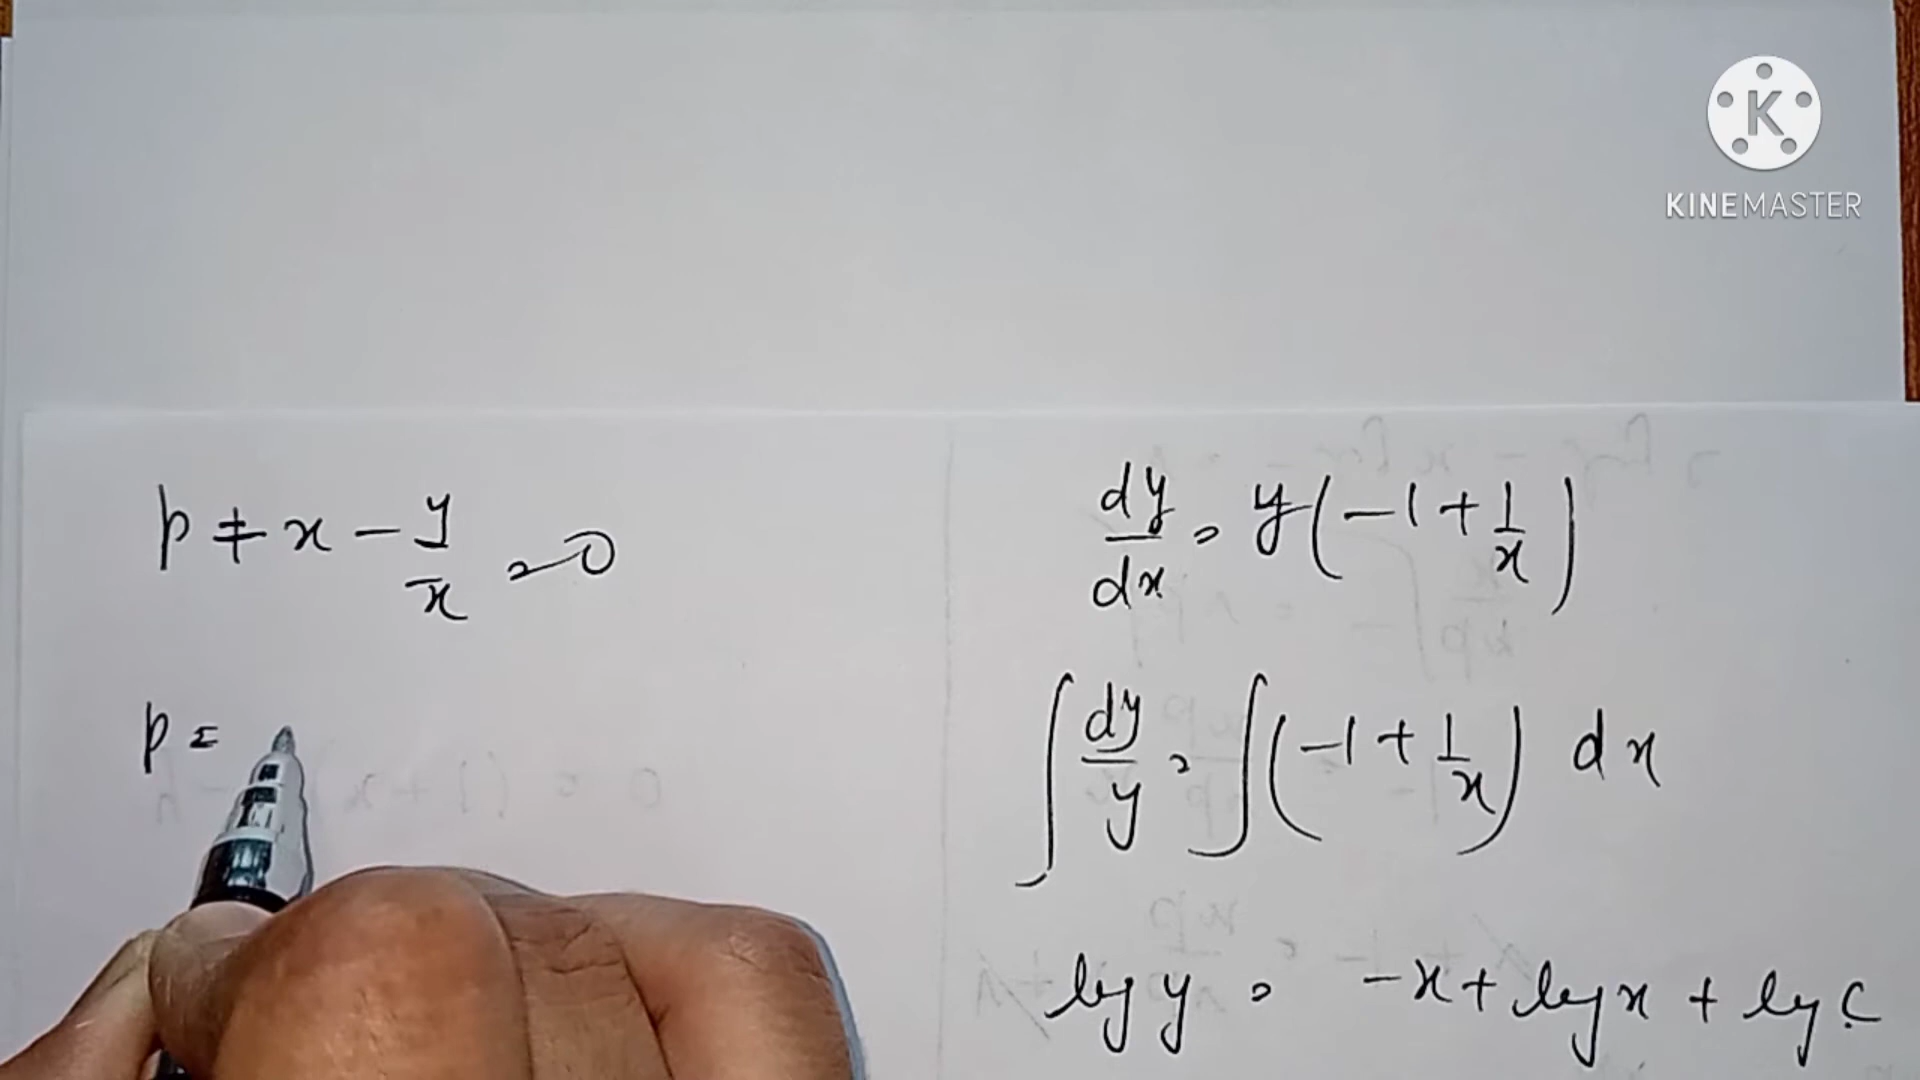 KINEMASTER
p + x - y/x = 0
p =
dy/dx = y(-1 + 1/x)
∫ dy/y = ∫ (-1 + 1/x) dx
log y = -x + log x + log C